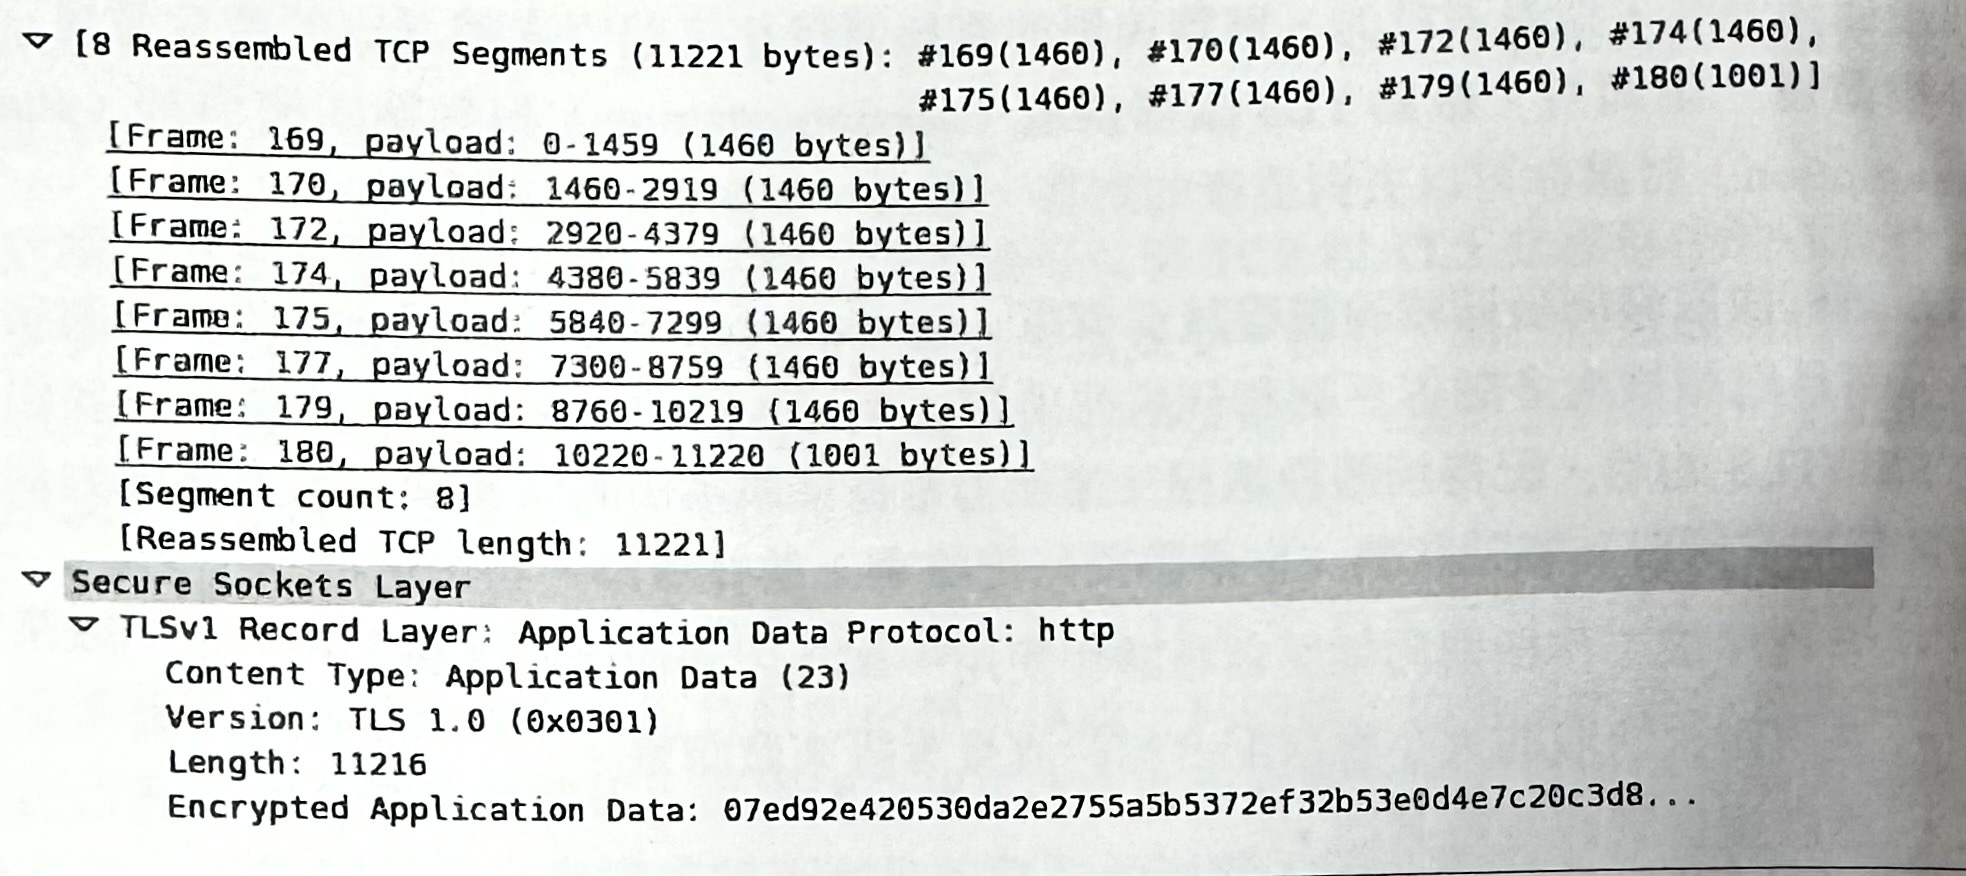 ▽ [8 Reassembled TCP Segments (11221 bytes): #169(1460), #170(1460), #172(1460), #174(1460),
#175(1460), #177(1460), #179(1460), #180(1001)]
[Frame: 169, payload: 0-1459 (1460 bytes)]
[Frame: 170, payload: 1460-2919 (1460 bytes)]
[Frame: 172, payload: 2920-4379 (1460 bytes)]
[Frame: 174, payload: 4380-5839 (1460 bytes)]
[Frame: 175, payload: 5840-7299 (1460 bytes)]
[Frame: 177, payload: 7300-8759 (1460 bytes)]
[Frame: 179, payload: 8760-10219 (1460 bytes)]
[Frame: 180, payload: 10220-11220 (1001 bytes)]
[Segment count: 8]
[Reassembled TCP length: 11221]
▽ Secure Sockets Layer
▽ TLSv1 Record Layer: Application Data Protocol: http
Content Type: Application Data (23)
Version: TLS 1.0 (0x0301)
Length: 11216
Encrypted Application Data: 07ed92e420530da2e2755a5b5372ef32b53e0d4e7c20c3d8...